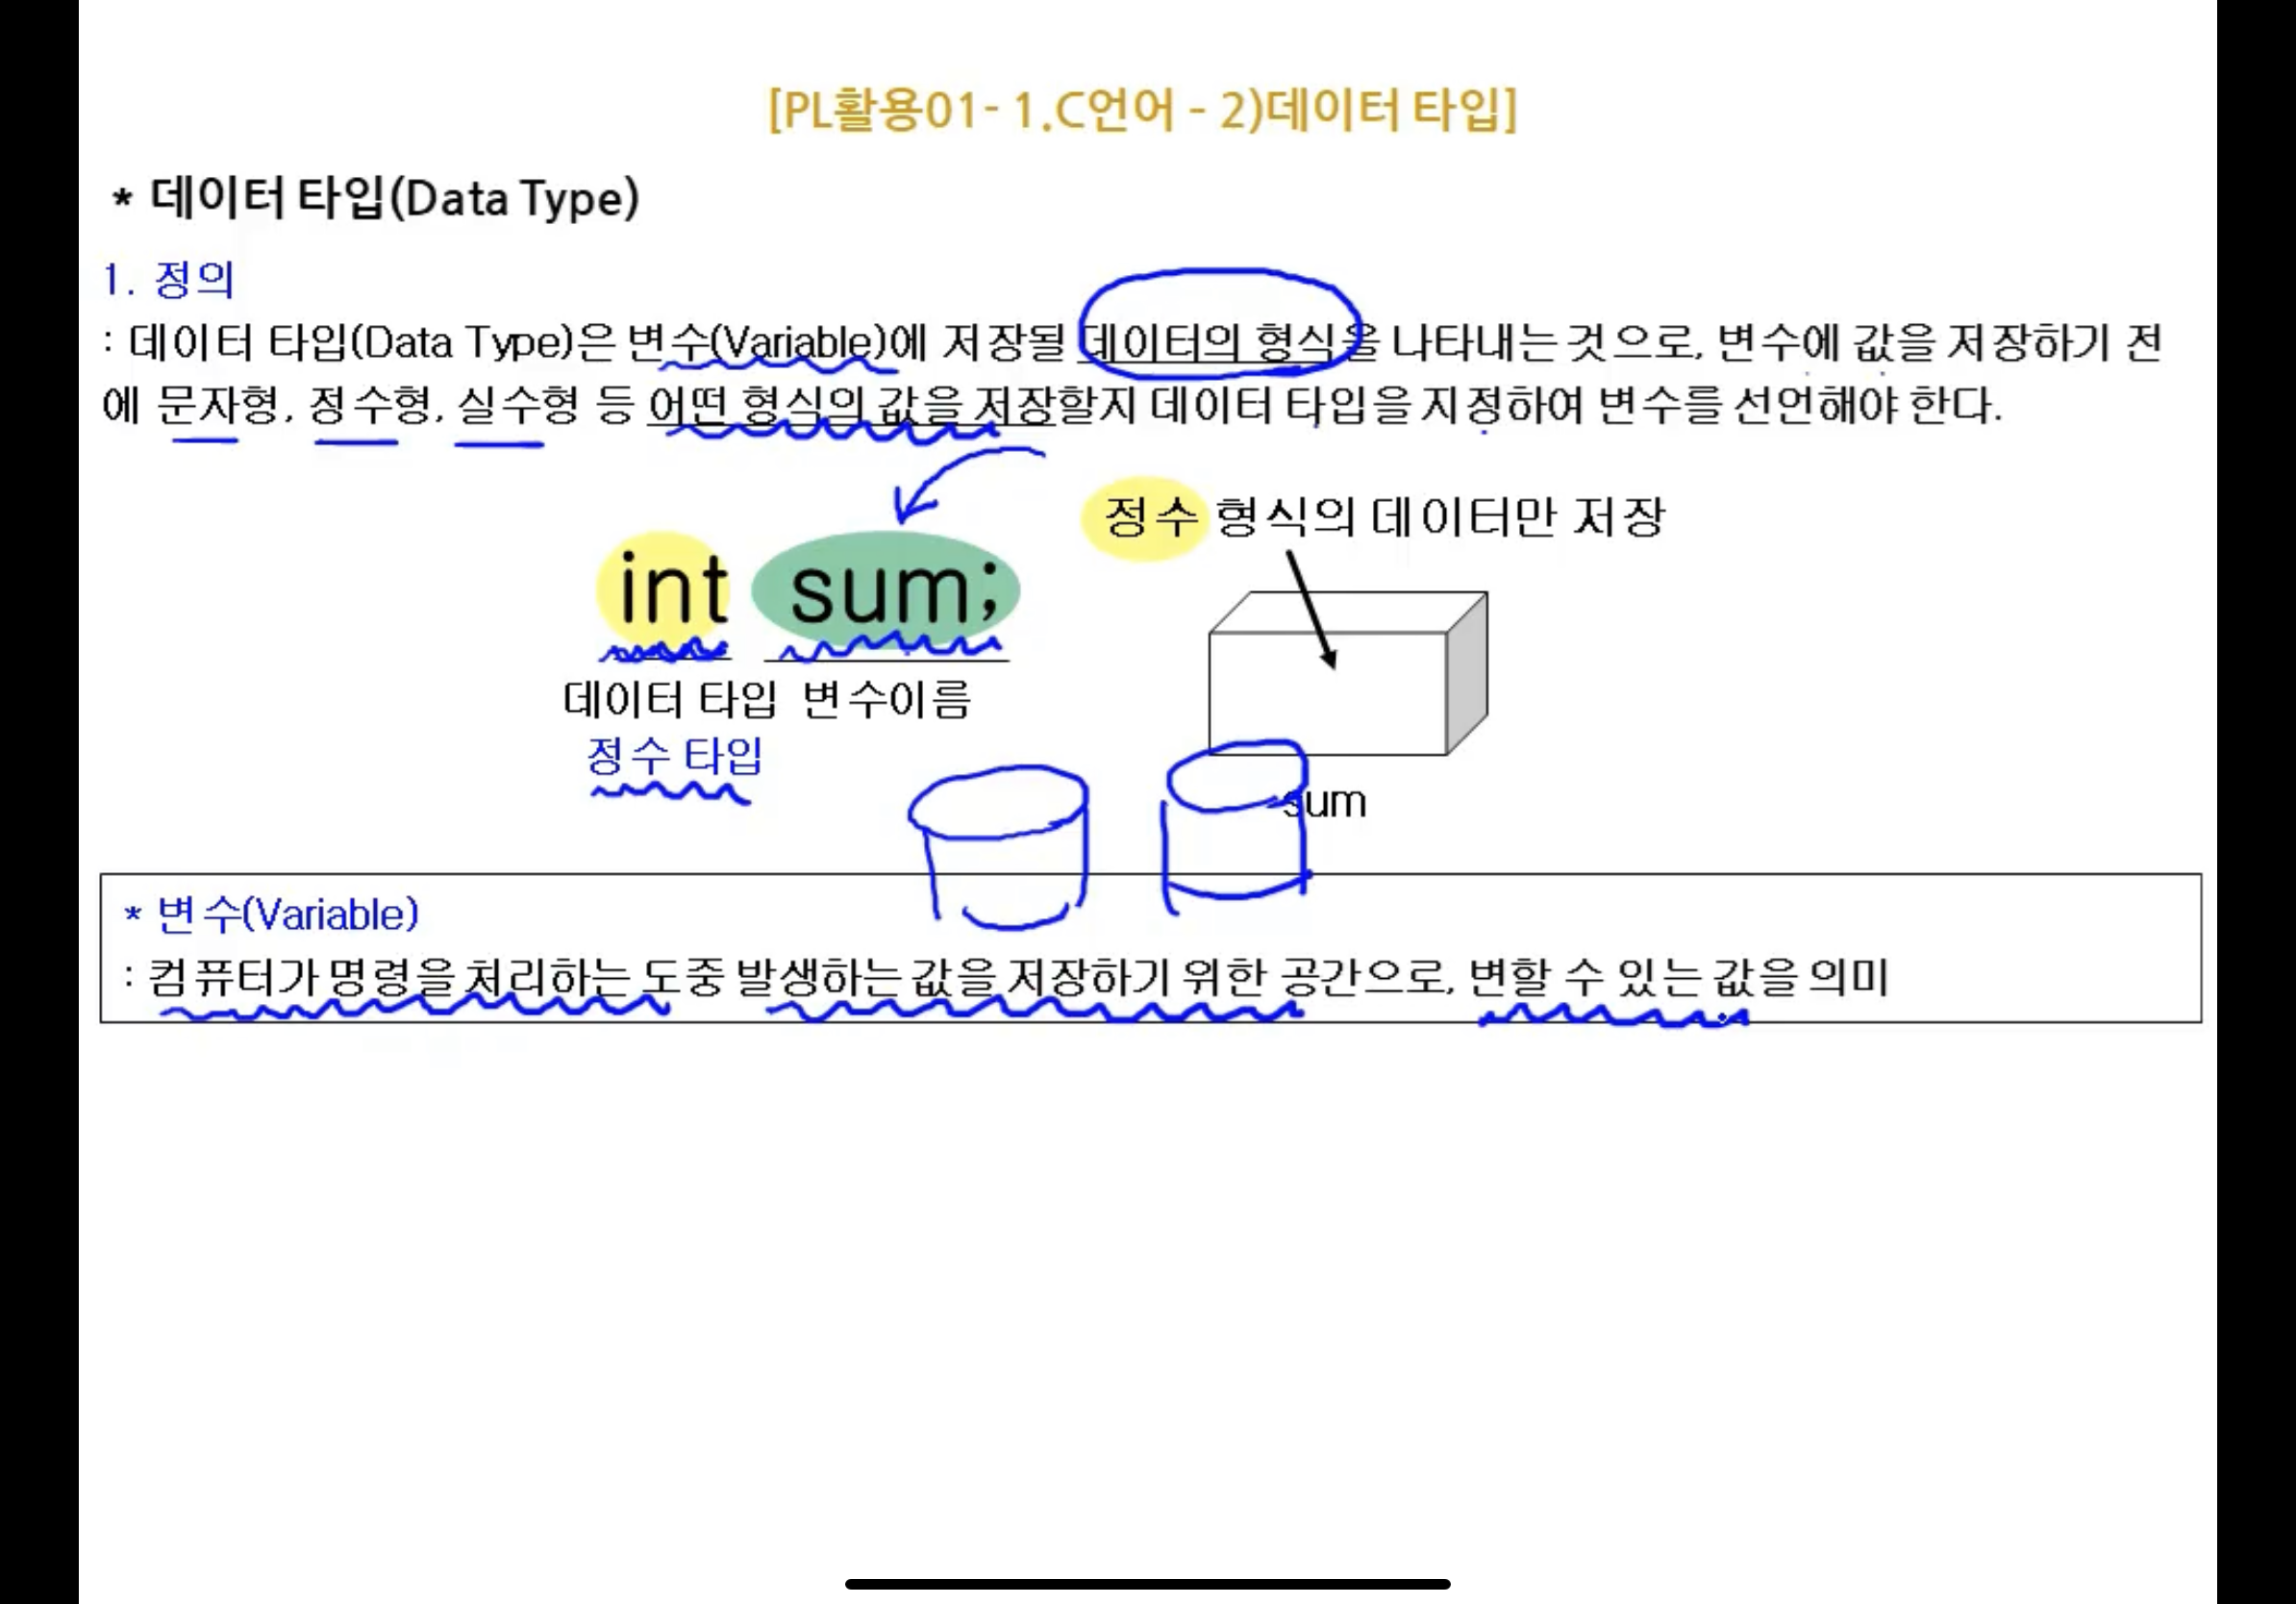 [PL활용01- 1.C언어 - 2)데이터 타입]
* 데이터 타입(Data Type)
1. 정의
: 데이터 타입(Data Type)은 변수(Variable)에 저장될 데이터의 형식을 나타내는 것으로, 변수에 값을 저장하기 전
에 문자형, 정수형, 실수형 등 어떤 형식의 값을 저장할지 데이터 타입을 지정하여 변수를 선언해야 한다.
정수 형식의 데이터만 저장
int sum;
데이터 타입 변수이름
정수 타입
sum
* 변수(Variable)
: 컴퓨터가 명령을 처리하는 도중 발생하는 값을 저장하기 위한 공간으로, 변할 수 있는 값을 의미